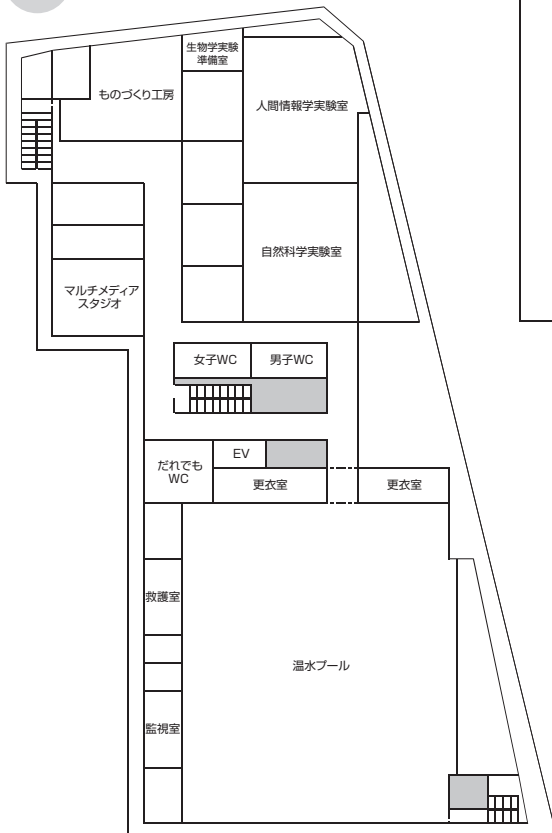 生物学実験
準備室
ものづくり工房
人間情報学実験室
自然科学実験室
マルチメディア
スタジオ
女子WC
男子WC
だれでも
WC
EV
更衣室
更衣室
救護室
温水プール
監視室